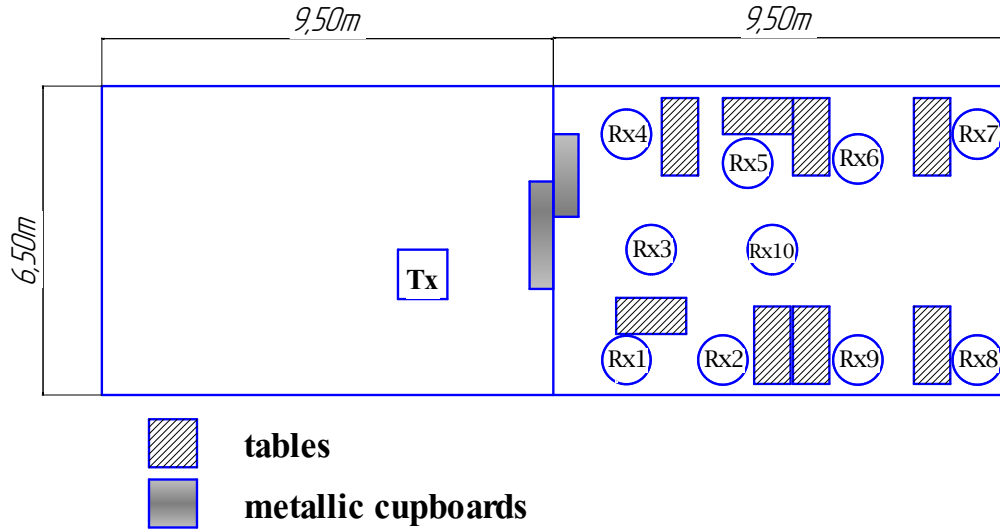 9,50m
9,50m
6,50m
Rx4
Rx5
Rx6
Rx7
Tx
Rx3
Rx10
Rx1
Rx2
Rx9
Rx8
tables
metallic cupboards